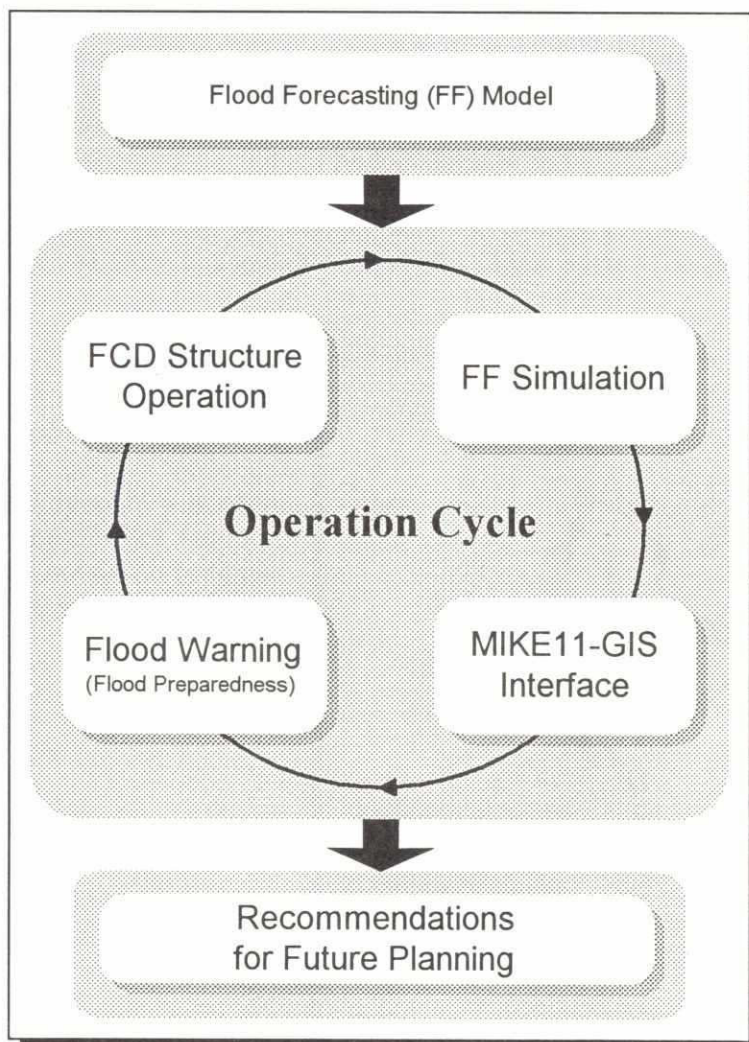 Flood Forecasting (FF) Model
FCD Structure
Operation
FF Simulation
Operation Cycle
Flood Warning
(Flood Preparedness)
MIKE11-GIS
Interface
Recommendations
for Future Planning